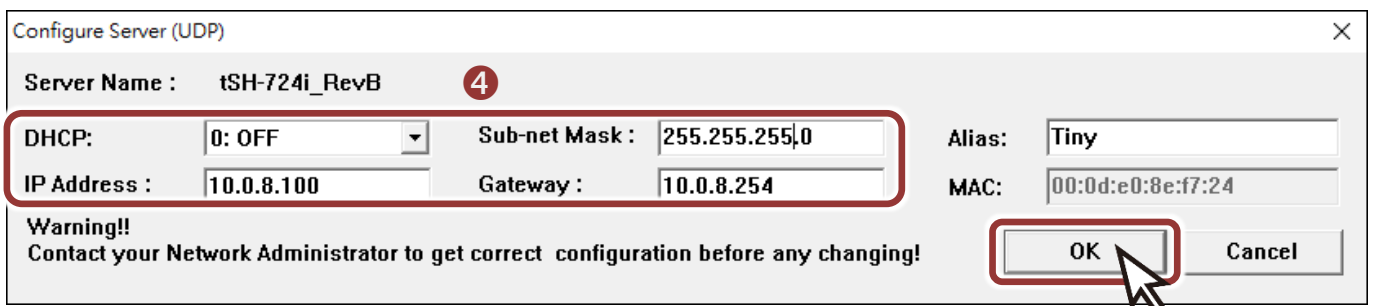 Configure Server (UDP)
Server Name : tSH-724i_RevB 4
DHCP: 0: OFF Sub-net Mask : 255.255.255.0 Alias: Tiny
IP Address : 10.0.8.100 Gateway : 10.0.8.254 MAC: 00:0d:e0:8e:f7:24
Warning!!
Contact your Network Administrator to get correct configuration before any changing!
OK Cancel